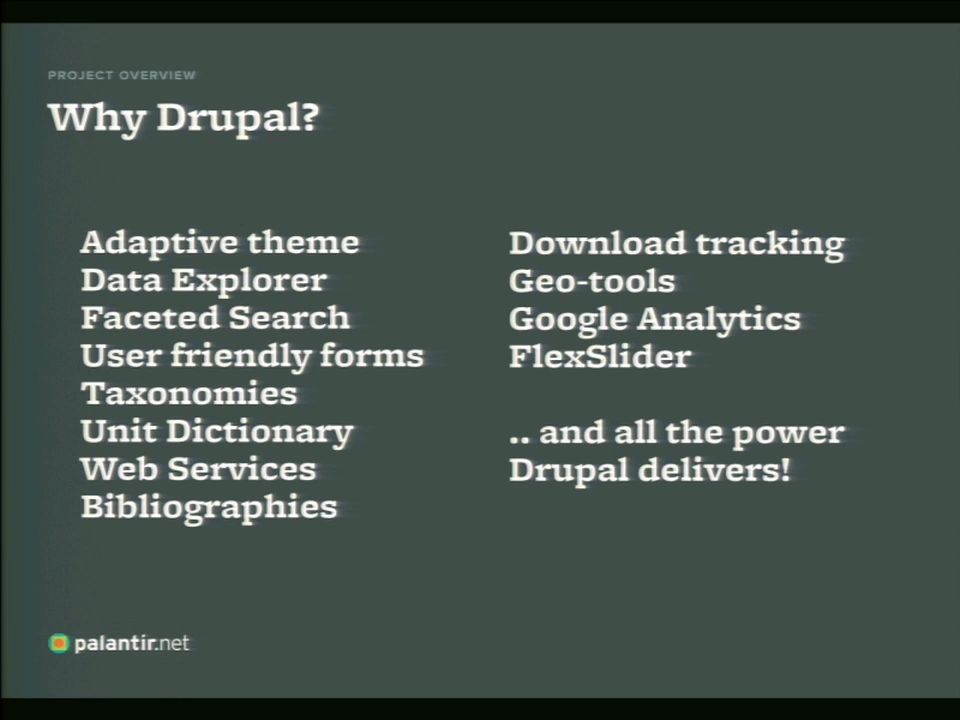 PROJECT OVERVIEW
Why Drupal?
Adaptive theme
Data Explorer
Faceted Search
User friendly forms
Taxonomies
Unit Dictionary
Web Services
Bibliographies
Download tracking
Geo-tools
Google Analytics
FlexSlider
.. and all the power
Drupal delivers!
palantir.net